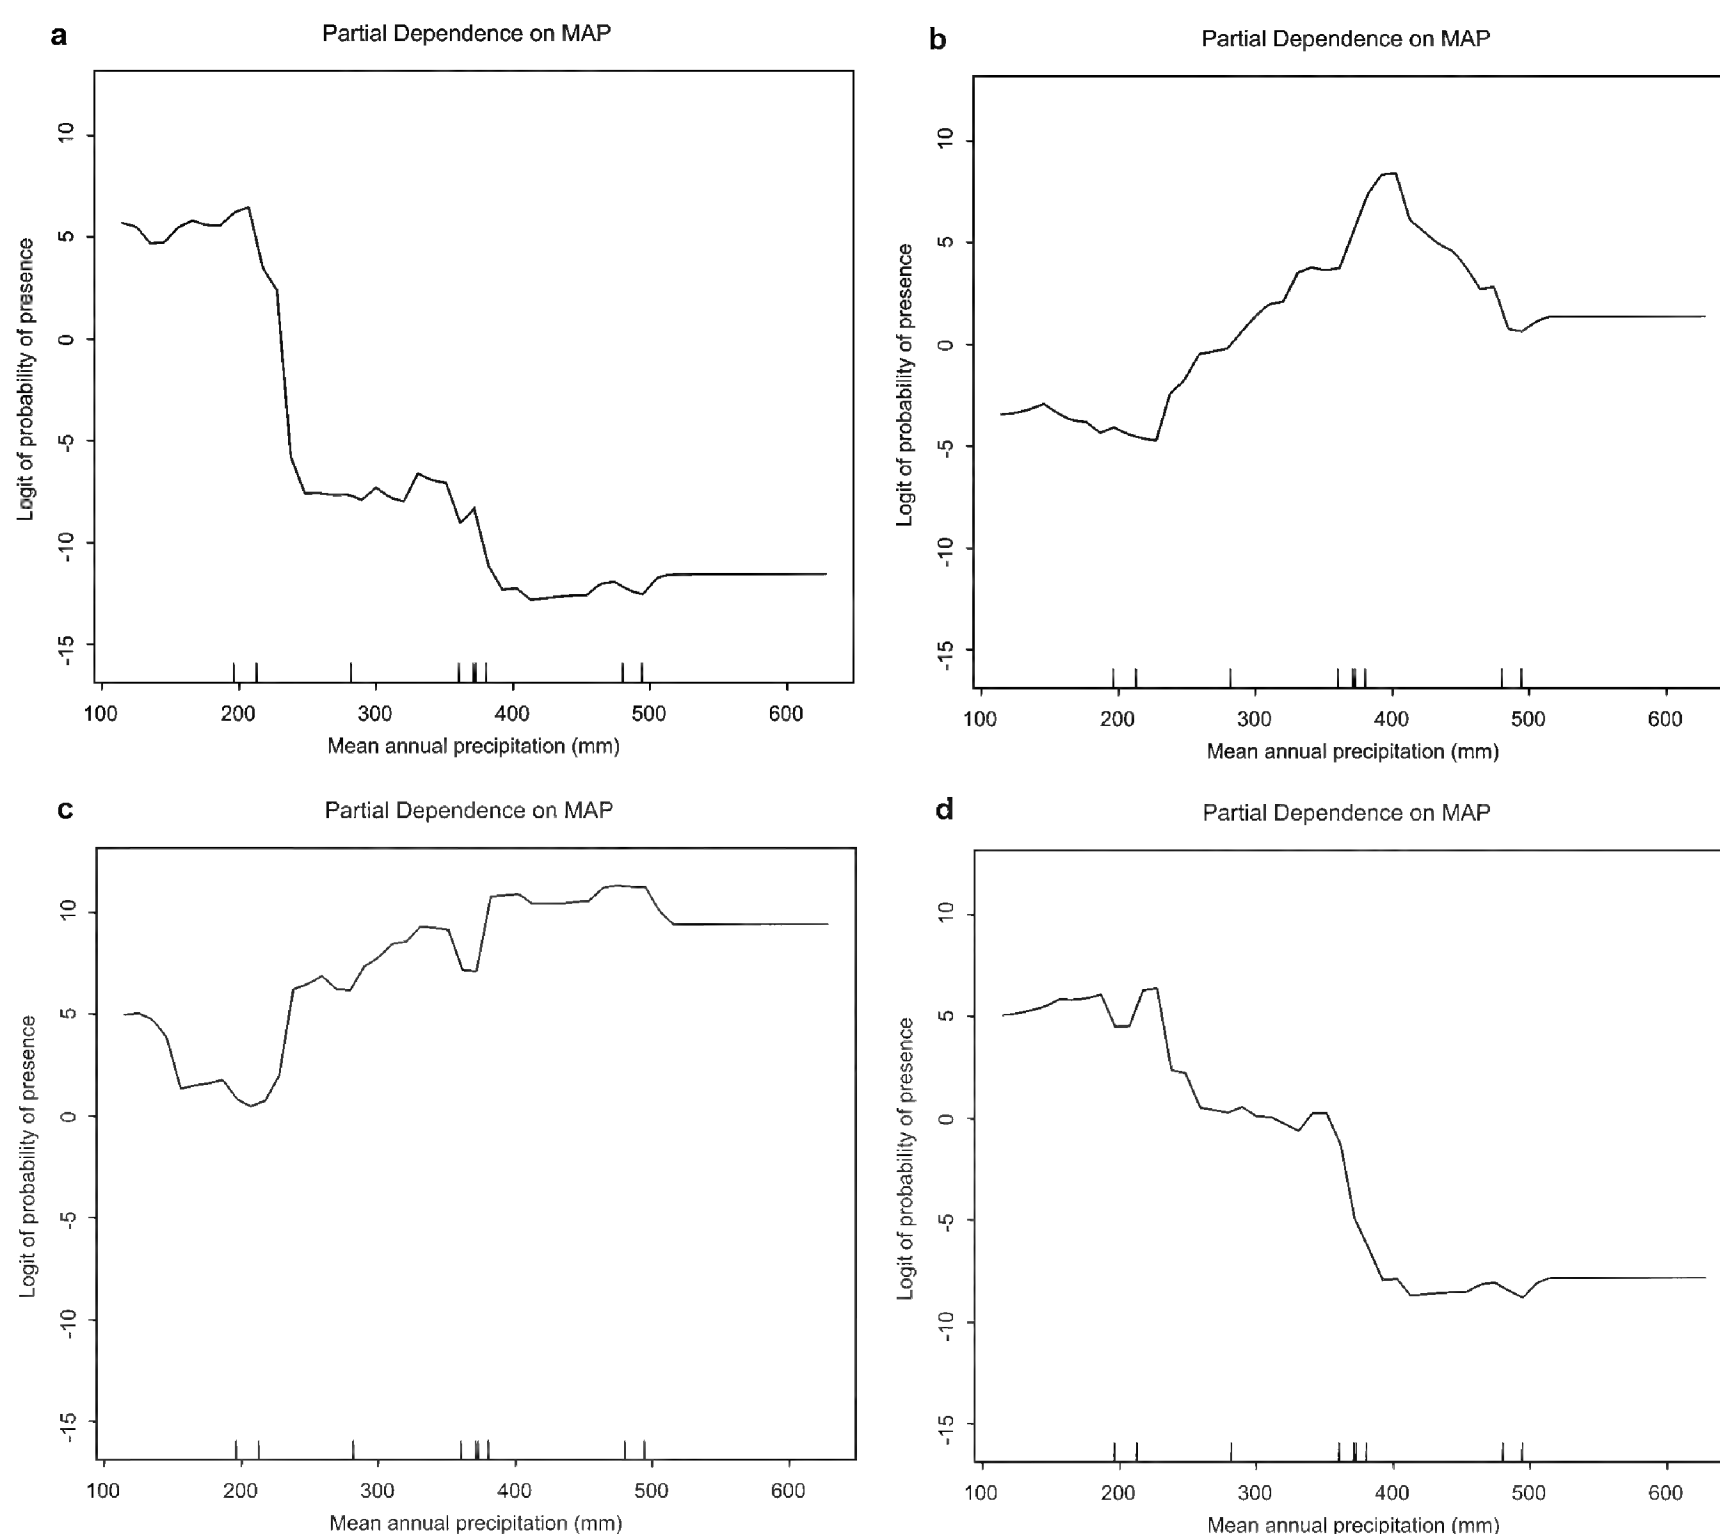 a
Partial Dependence on MAP
Logit of probability of presence
10
5
0
-5
-10
-15
100 200 300 400 500 600
Mean annual precipitation (mm)
b
Partial Dependence on MAP
Logit of probability of presence
10
5
0
-5
-10
-15
100 200 300 400 500 600
Mean annual precipitation (mm)
c
Partial Dependence on MAP
Logit of probability of presence
10
5
0
-5
-10
-15
100 200 300 400 500 600
Mean annual precipitation (mm)
d
Partial Dependence on MAP
Logit of probability of presence
10
5
0
-5
-10
-15
100 200 300 400 500 600
Mean annual precipitation (mm)